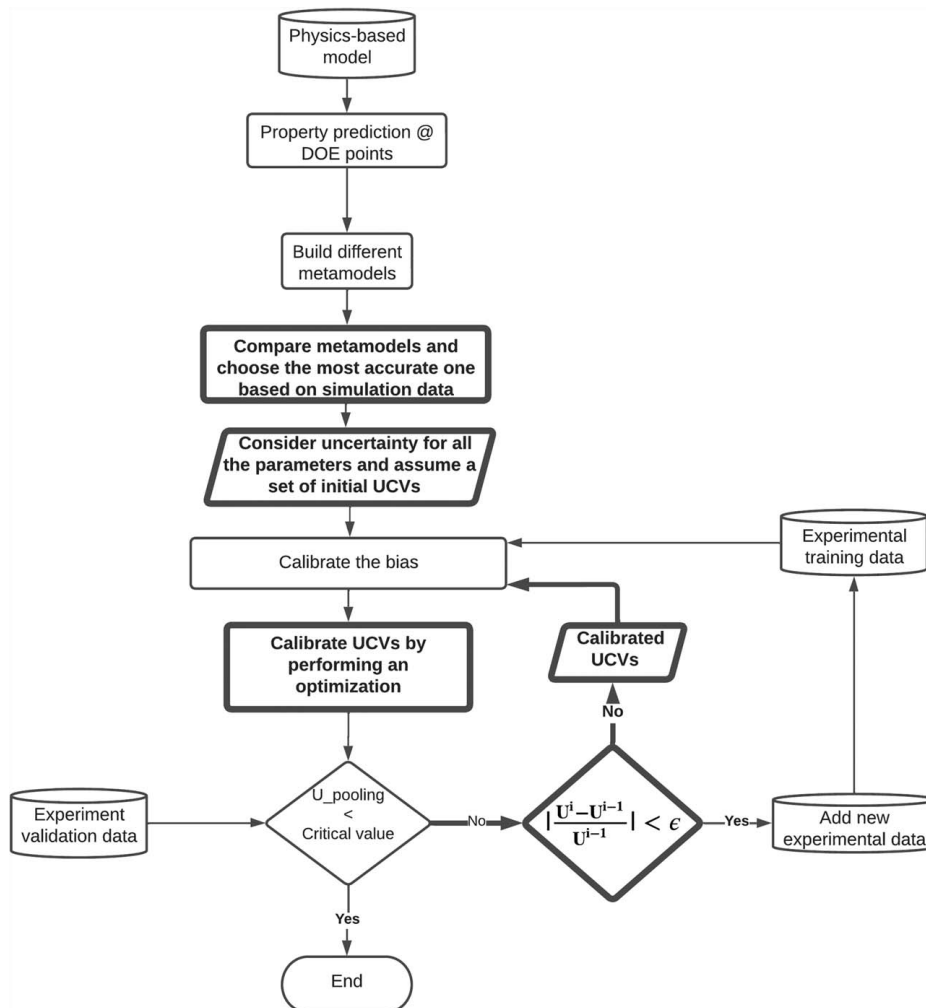 Physics-based
model
Property prediction @
DOE points
Build different
metamodels
Compare metamodels and
choose the most accurate one
based on simulation data
Consider uncertainty for all
the parameters and assume a
set of initial UCVs
Calibrate the bias
Experimental
training data
Calibrate UCVs by
performing an
optimization
Calibrated
UCVs
No
Experiment
validation data
U_pooling
<
Critical value
No
|(U^i−U^{i−1})/U^{i−1}| < ϵ
Yes
Add new
experimental data
Yes
End